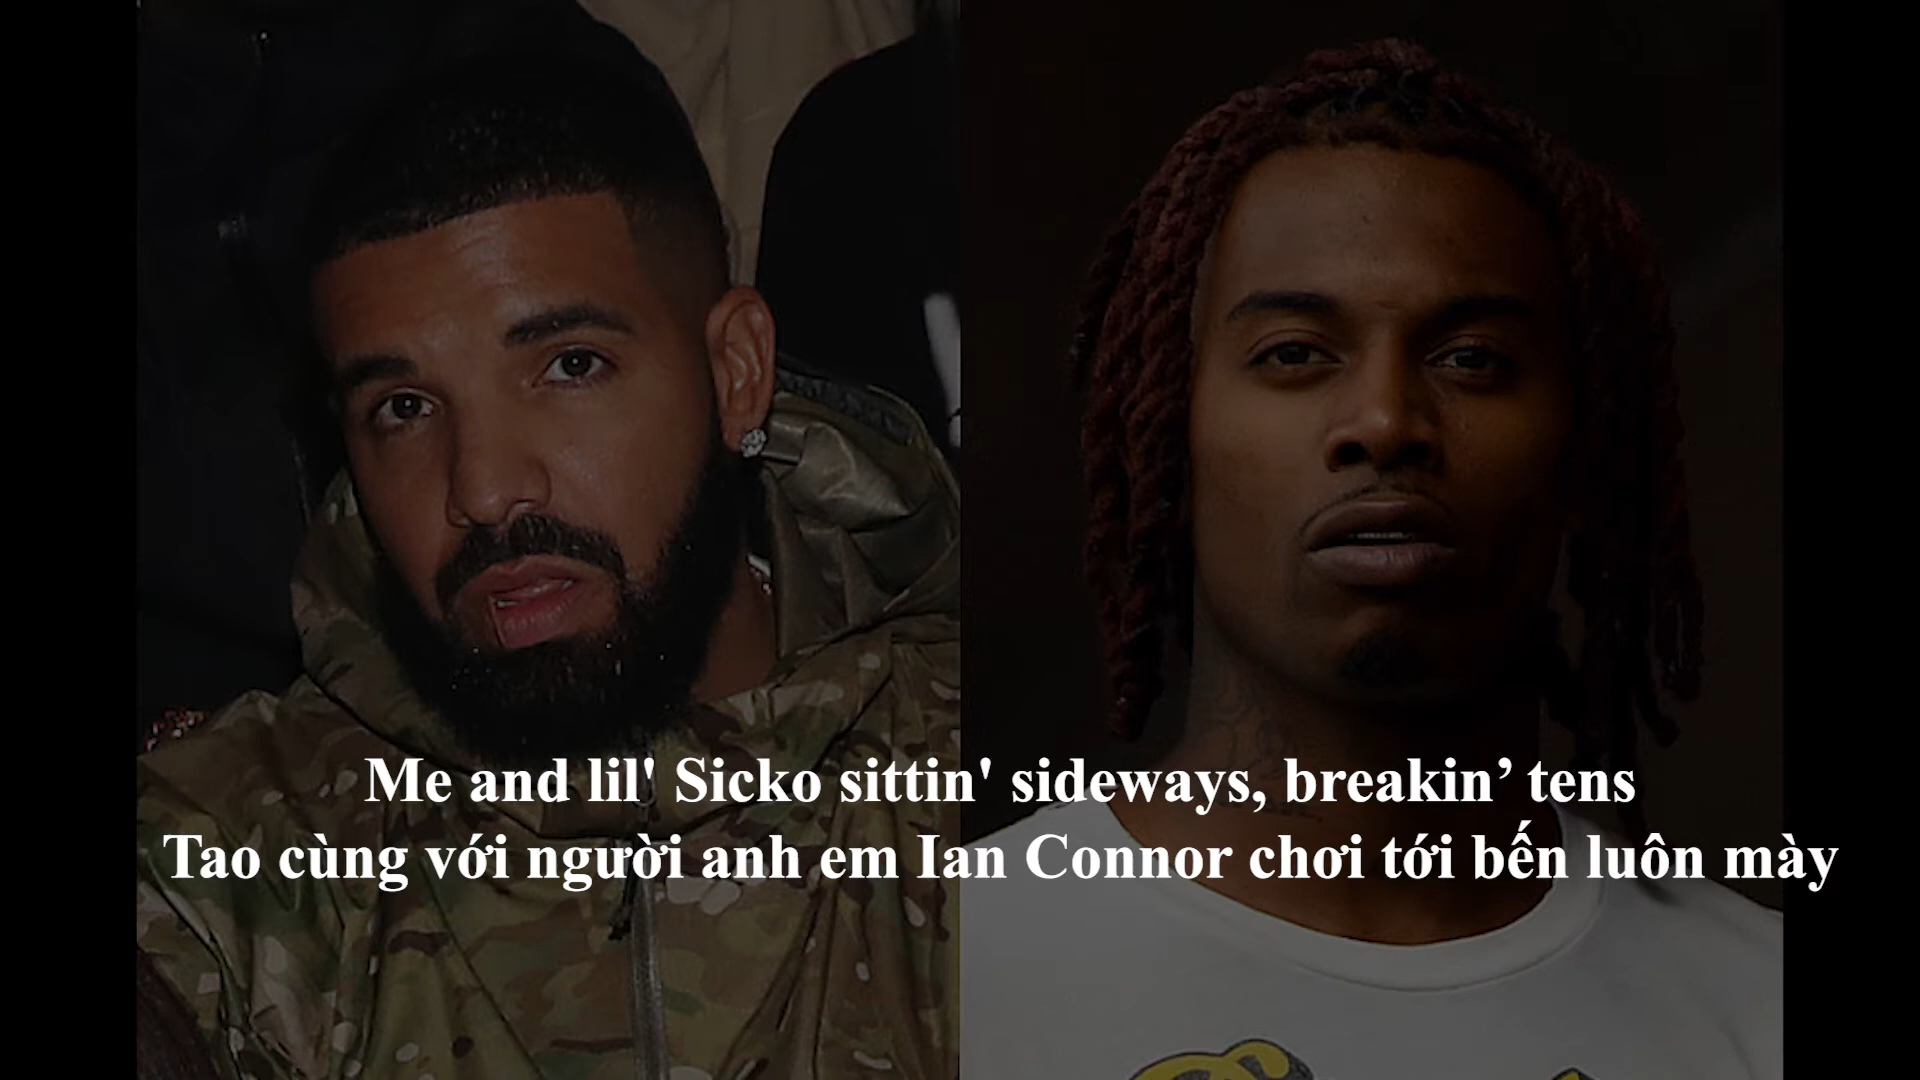 Me and lil' Sicko sittin' sideways, breakin’ tens
Tao cùng với người anh em Ian Connor chơi tới bến luôn mày